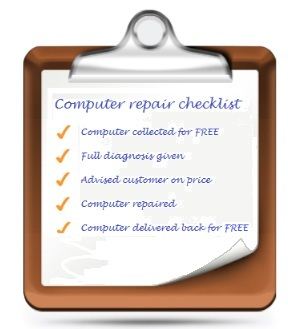 Computer repair checklist
Computer collected for FREE
Full diagnosis given
Advised customer on price
Computer repaired
Computer delivered back for FREE